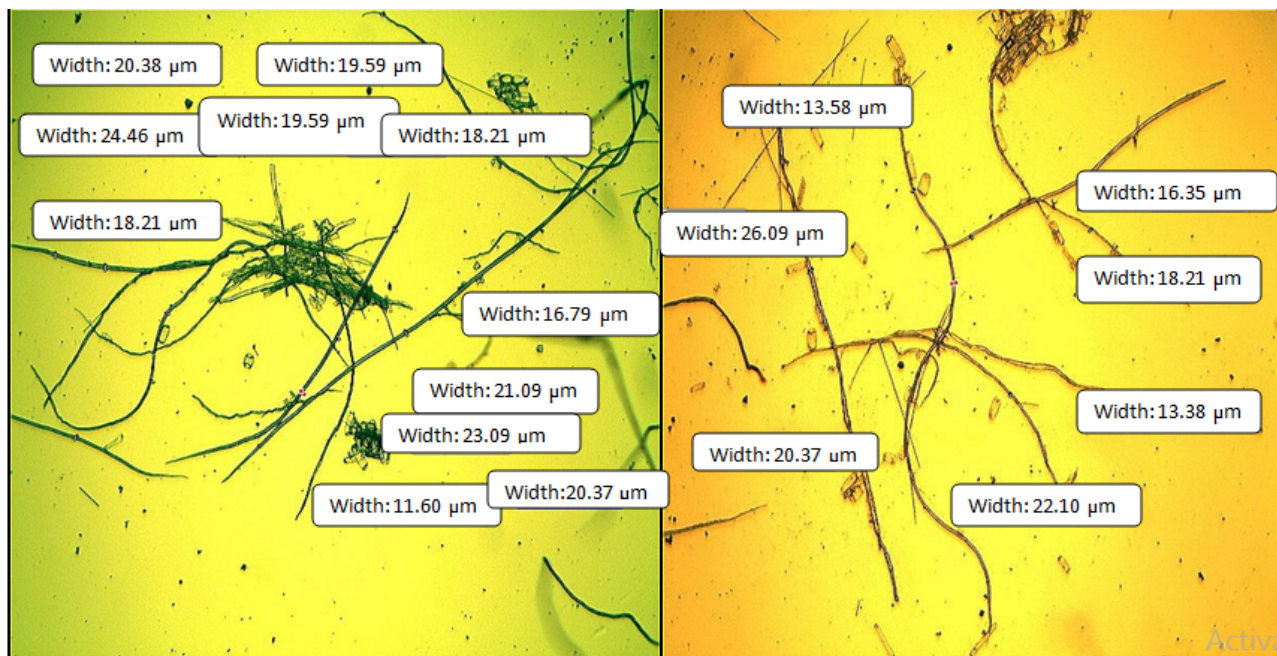 Width: 20.38 µm
Width: 19.59 µm
Width: 24.46 µm
Width: 19.59 µm
Width: 18.21 µm
Width: 18.21 µm
Width: 16.79 µm
Width: 21.09 µm
Width: 23.09 µm
Width: 11.60 µm
Width: 20.37 µm
Width: 13.58 µm
Width: 16.35 µm
Width: 26.09 µm
Width: 18.21 µm
Width: 13.38 µm
Width: 20.37 µm
Width: 22.10 µm
Activa